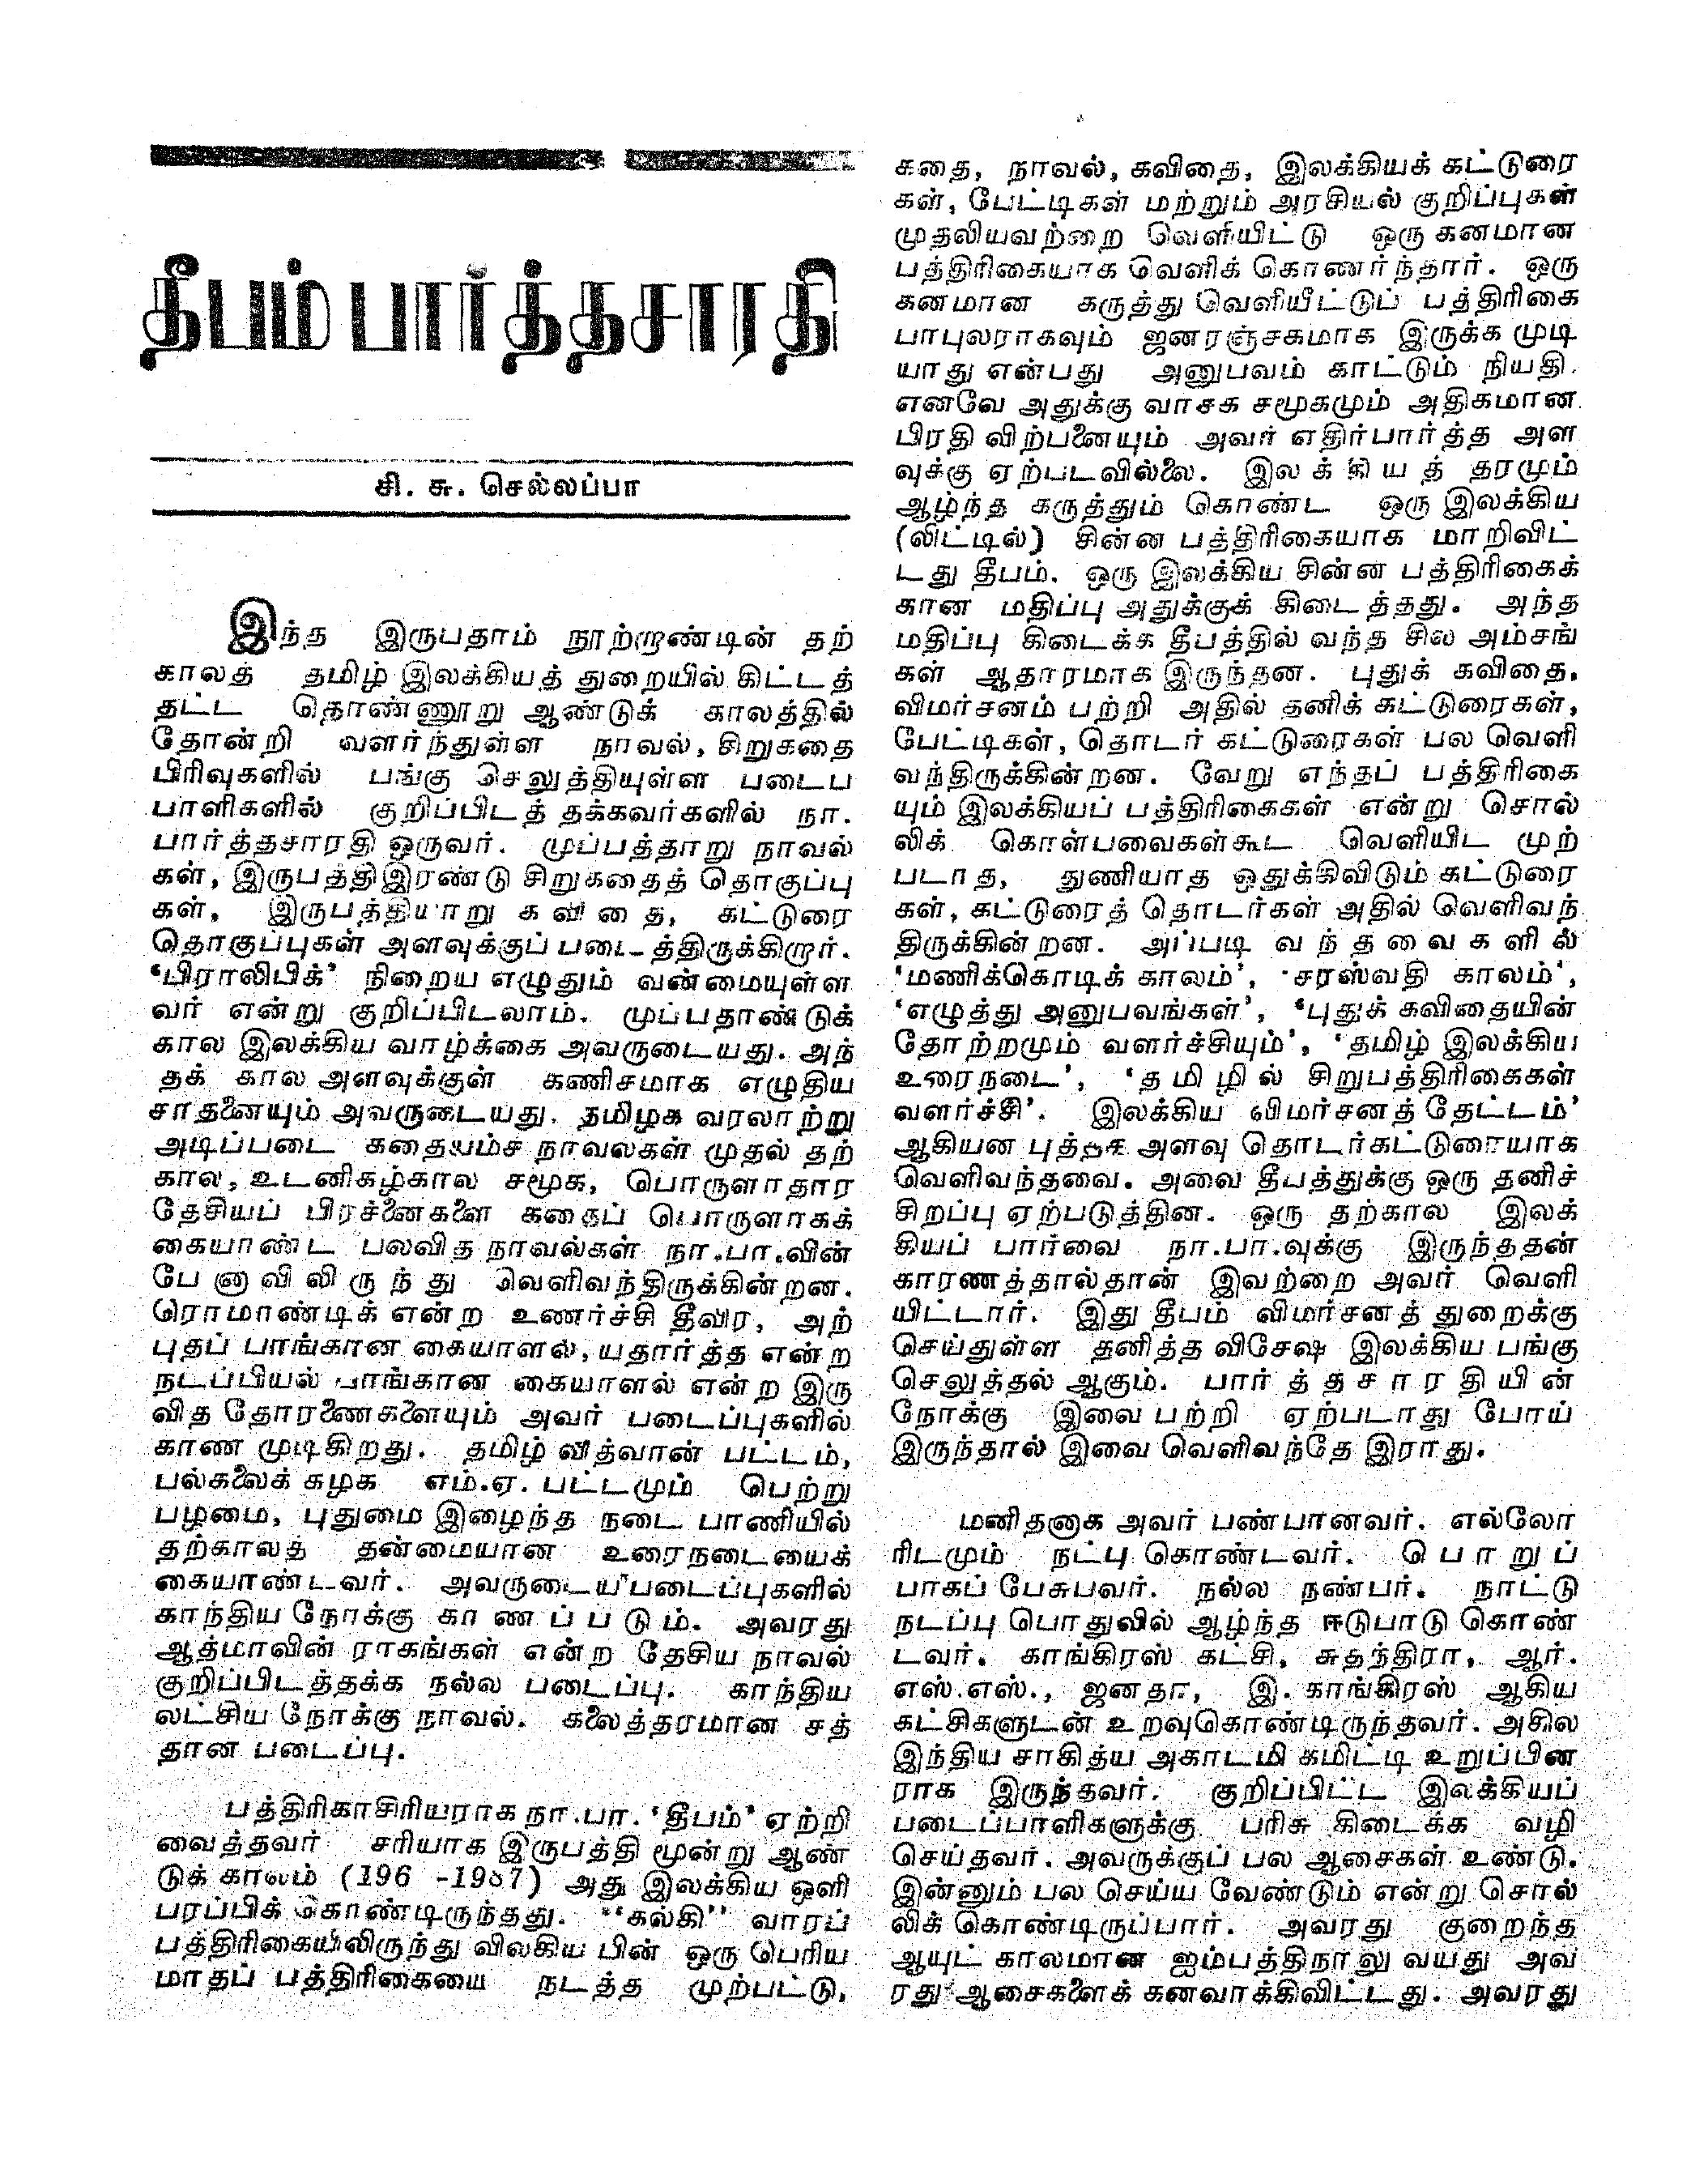 தீபம் பார்த்தசாரதி
சி. சு. செல்லப்பா
இந்த இருபதாம் நூற்றாண்டின் தற்
காலத் தமிழ் இலக்கியத் துறையில் கிட்டத்
தட்ட தொண்ணூறு ஆண்டுக் காலத்தில்
தோன்றி வளர்ந்துள்ள நாவல், சிறுகதை
பிரிவுகளில் பங்கு செலுத்தியுள்ள படைப
பாளிகளில் குறிப்பிடத் தக்கவர்களில் நா.
பார்த்தசாரதி ஒருவர். முப்பத்தாறு நாவல்
கள், இருபத்திஇரண்டு சிறுகதைத் தொகுப்பு
கள், இருபத்தியாறு கவிதை, கட்டுரை
தொகுப்புகள் அளவுக்குப் படைத்திருக்கிறார்.
‘பிராலிபிக்’ நிறைய எழுதும் வண்மையுள்ள
வர் என்று குறிப்பிடலாம். முப்பதாண்டுக்
கால இலக்கிய வாழ்க்கை அவருடையது. அந்
தக் கால அளவுக்குள் கணிசமாக எழுதிய
சாதனையும் அவருடையது. தமிழக வரலாற்று
அடிப்படை கதையம்ச நாவல்கள் முதல் தற்
கால, உடனிகழ்கால சமூக, பொருளாதார
தேசியப் பிரச்னைகளை கதைப் பொருளாகக்
கையாண்ட பலவித நாவல்கள் நா.பா.வின்
பேனாவிலிருந்து வெளிவந்திருக்கின்றன.
ரொமாண்டிக் என்ற உணர்ச்சி தீவிர, அற்
புதப் பாங்கான கையாளல், யதார்த்த என்ற
நடப்பியல் பாங்கான கையாளல் என்ற இரு
வித தோரணைகளையும் அவர் படைப்புகளில்
காண முடிகிறது. தமிழ் வித்வான் பட்டம்,
பல்கலைக் கழக எம்.ஏ. பட்டமும் பெற்று
பழமை, புதுமை இழைந்த நடை பாணியில்
தற்காலத் தன்மையான உரைநடையைக்
கையாண்டவர். அவருடைய படைப்புகளில்
காந்திய நோக்கு காணப்படும். அவரது
ஆத்மாவின் ராகங்கள் என்ற தேசிய நாவல்
குறிப்பிடத்தக்க நல்ல படைப்பு. காந்திய
லட்சிய நோக்கு நாவல். கலைத்தரமான சத்
தான படைப்பு.
பத்திரிகாசிரியராக நா.பா. ‘தீபம்’ ஏற்றி
வைத்தவர் சரியாக இருபத்தி மூன்று ஆண்
டுக் காலம் (196 -1987) அது இலக்கிய ஒளி
பரப்பிக் கொண்டிருந்தது. “கல்கி” வாரப்
பத்திரிகையிலிருந்து விலகிய பின் ஒரு பெரிய
மாதப் பத்திரிகையை நடத்த முற்பட்டு,
கதை, நாவல், கவிதை, இலக்கியக் கட்டுரை
கள், பேட்டிகள் மற்றும் அரசியல் குறிப்புகள்
முதலியவற்றை வெளியிட்டு ஒரு கனமான
பத்திரிகையாக வெளிக் கொணர்ந்தார். ஒரு
கனமான கருத்து வெளியீட்டுப் பத்திரிகை
பாபுலராகவும் ஜனரஞ்சகமாக இருக்க முடி
யாது என்பது அனுபவம் காட்டும் நியதி.
எனவே அதுக்கு வாசக சமூகமும் அதிகமான
பிரதி விற்பனையும் அவர் எதிர்பார்த்த அள
வுக்கு ஏற்படவில்லை. இலக்கியத் தரமும்
ஆழ்ந்த கருத்தும் கொண்ட ஒரு இலக்கிய
(லிட்டில்) சின்ன பத்திரிகையாக மாறிவிட்
டது தீபம். ஒரு இலக்கிய சின்ன பத்திரிகைக்
கான மதிப்பு அதுக்குக் கிடைத்தது. அந்த
மதிப்பு கிடைக்க தீபத்தில் வந்த சில அம்சங்
கள் ஆதாரமாக இருந்தன. புதுக் கவிதை,
விமர்சனம் பற்றி அதில் தனிக் கட்டுரைகள்,
பேட்டிகள், தொடர் கட்டுரைகள் பல வெளி
வந்திருக்கின்றன. வேறு எந்தப் பத்திரிகை
யும் இலக்கியப் பத்திரிகைகள் என்று சொல்
லிக் கொள்பவைகள்கூட வெளியிட முற்
படாத, துணியாத ஒதுக்கிவிடும் கட்டுரை
கள், கட்டுரைத் தொடர்கள் அதில் வெளிவந்
திருக்கின்றன. அப்படி வந்தவைகளில்
‘மணிக்கொடிக் காலம்’, ‘சரஸ்வதி காலம்’,
‘எழுத்து அனுபவங்கள்’, ‘புதுக் கவிதையின்
தோற்றமும் வளர்ச்சியும்’, ‘தமிழ் இலக்கிய
உரைநடை’, ‘தமிழில் சிறுபத்திரிகைகள்
வளர்ச்சி’. இலக்கிய விமர்சனத் தேட்டம்’
ஆகியன புத்தக அளவு தொடர்கட்டுரையாக
வெளிவந்தவை. அவை தீபத்துக்கு ஒரு தனிச்
சிறப்பு ஏற்படுத்தின. ஒரு தற்கால இலக்
கியப் பார்வை நா.பா.வுக்கு இருந்ததன்
காரணத்தால்தான் இவற்றை அவர் வெளி
யிட்டார். இது தீபம் விமர்சனத் துறைக்கு
செய்துள்ள தனித்த விசேஷ இலக்கிய பங்கு
செலுத்தல் ஆகும். பார்த்தசாரதியின்
நோக்கு இவை பற்றி ஏற்படாது போய்
இருந்தால் இவை வெளிவந்தே இராது.
மனிதனாக அவர் பண்பானவர். எல்லோ
ரிடமும் நட்பு கொண்டவர். பொறுப்
பாகப் பேசுபவர். நல்ல நண்பர். நாட்டு
நடப்பு பொதுவில் ஆழ்ந்த ஈடுபாடு கொண்
டவர். காங்கிரஸ் கட்சி, சுதந்திரா, ஆர்.
எஸ்.எஸ்., ஜனதா, இ. காங்கிரஸ் ஆகிய
கட்சிகளுடன் உறவுகொண்டிருந்தவர். அகில
இந்திய சாகித்ய அகாடமி கமிட்டி உறுப்பின
ராக இருந்தவர். குறிப்பிட்ட இலக்கியப்
படைப்பாளிகளுக்கு பரிசு கிடைக்க வழி
செய்தவர். அவருக்குப் பல ஆசைகள் உண்டு.
இன்னும் பல செய்ய வேண்டும் என்று சொல்
லிக் கொண்டிருப்பார். அவரது குறைந்த
ஆயுட் காலமான ஐம்பத்திநாலு வயது அவ
ரது ஆசைகளைக் கனவாக்கிவிட்டது. அவரது